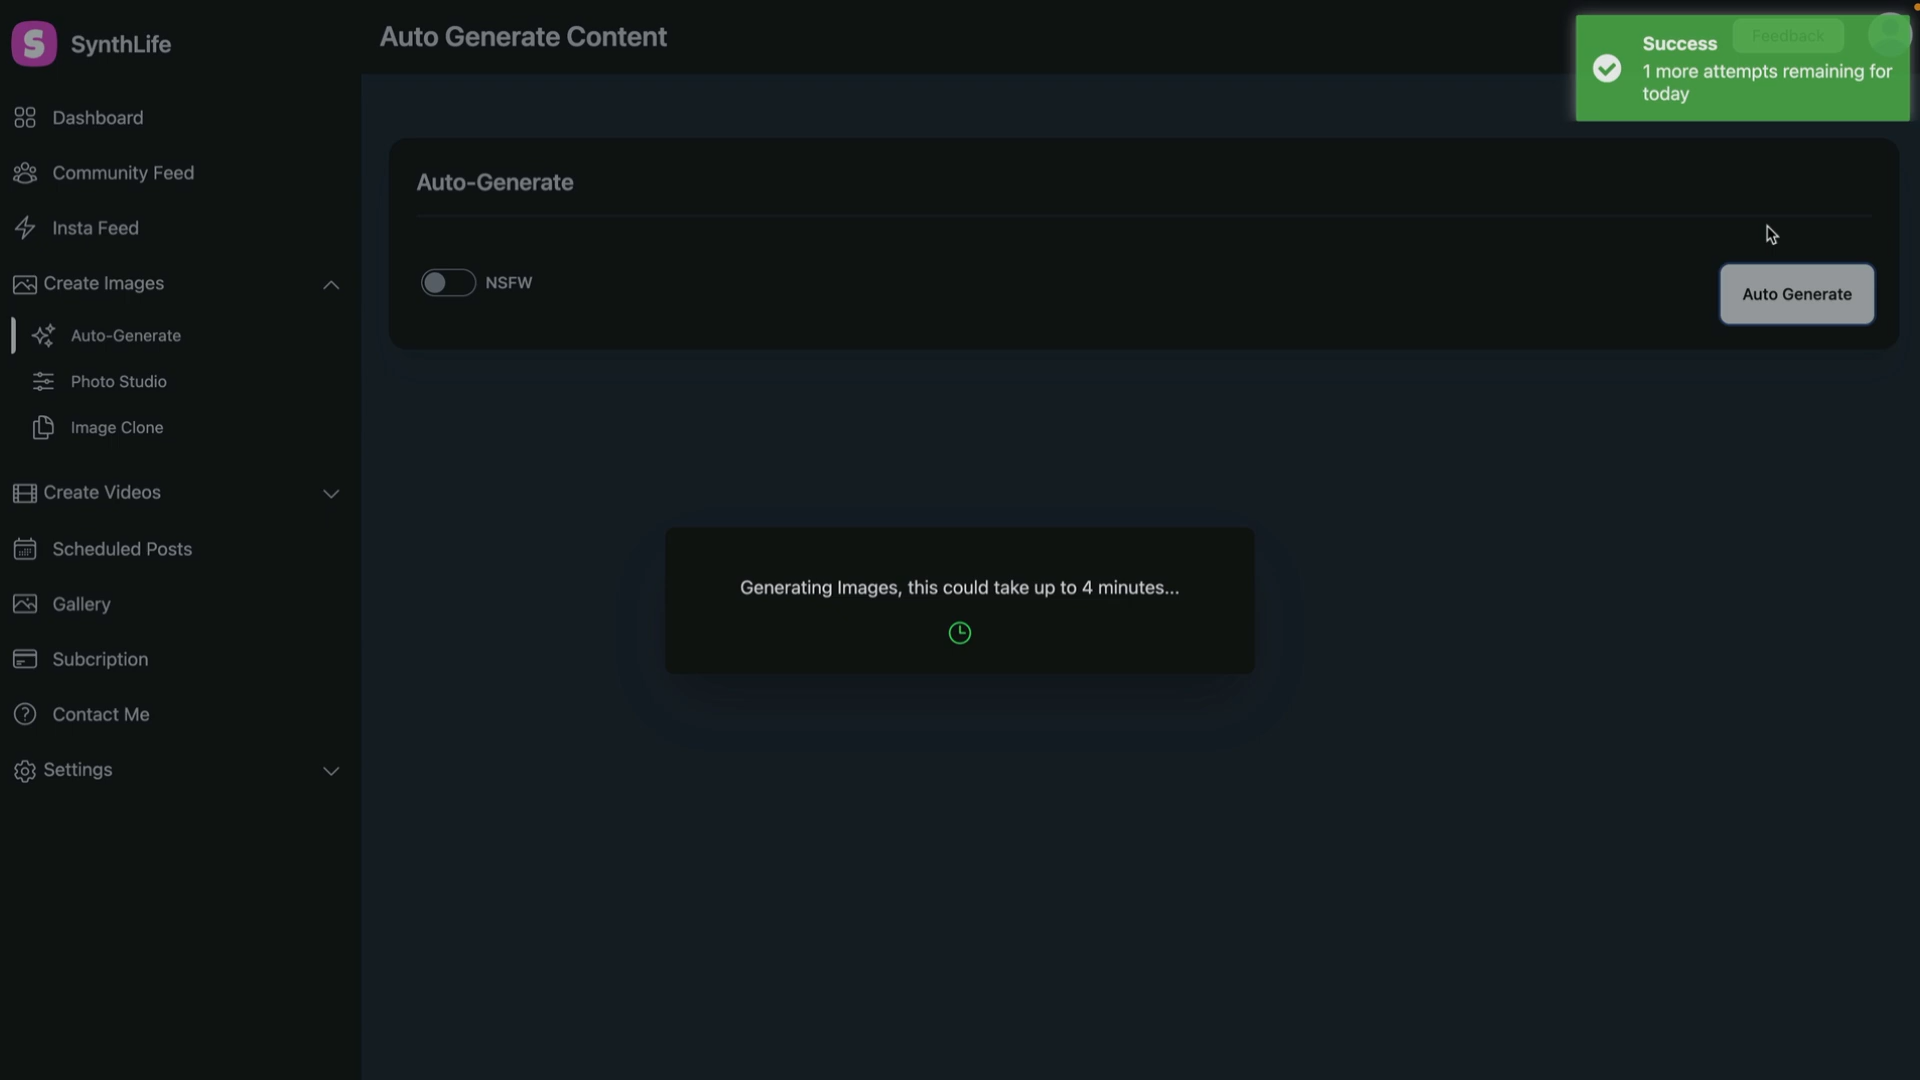 SynthLife
Dashboard
Community Feed
Insta Feed
Create Images
Auto-Generate
Photo Studio
Image Clone
Create Videos
Scheduled Posts
Gallery
Subcription
Contact Me
Settings
Auto Generate Content
Feedback
Success
1 more attempts remaining for
today
Auto-Generate
NSFW
Auto Generate
Generating Images, this could take up to 4 minutes...